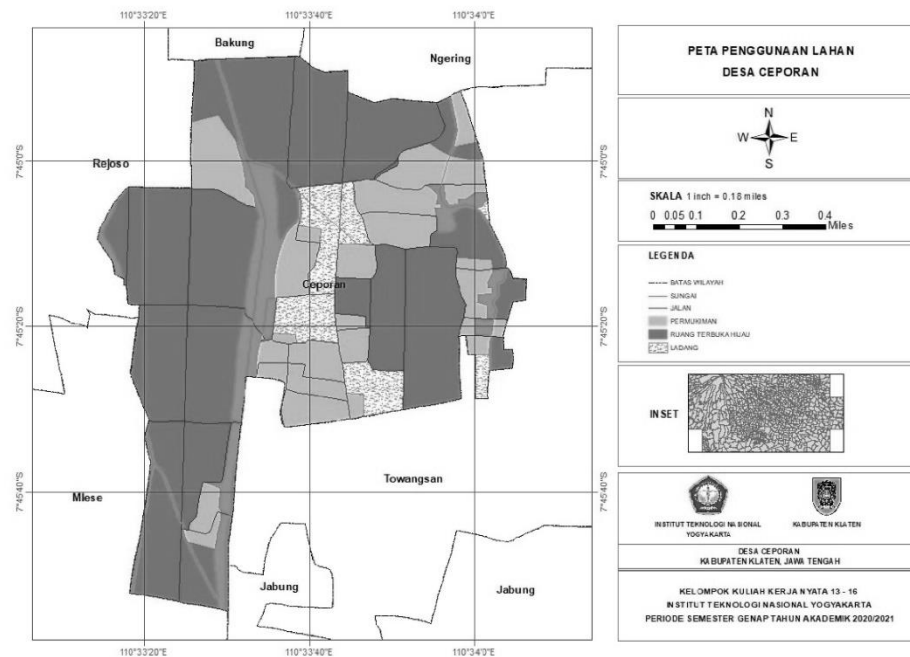 110°33'20"E
110°33'40"E
110°34'0"E
Bakung
Ngering
Rejoso
Ceporan
Mlese
Towangsan
Jabung
Jabung
7°45'0"S
7°45'20"S
7°45'40"S
7°45'0"S
7°45'20"S
7°45'40"S
110°33'20"E
110°33'40"E
110°34'0"E
PETA PENGGUNAAN LAHAN
DESA CEPORAN
N
W E
S
SKALA 1 inch = 0.18 miles
0 0.05 0.1 0.2 0.3 0.4
Miles
LEGENDA
BATAS WILAYAH
SUNGAI
JALAN
PERMUKIMAN
RUANG TERBUKA HIJAU
LADANG
INSET
INSTITUT TEKNOLOGI NASIONAL
YOGYAKARTA
KABUPATEN KLATEN
DESA CEPORAN
KABUPATEN KLATEN, JAWA TENGAH
KELOMPOK KULIAH KERJA NYATA 13 - 16
INSTITUT TEKNOLOGI NASIONAL YOGYAKARTA
PERIODE SEMESTER GENAP TAHUN AKADEMIK 2020/2021